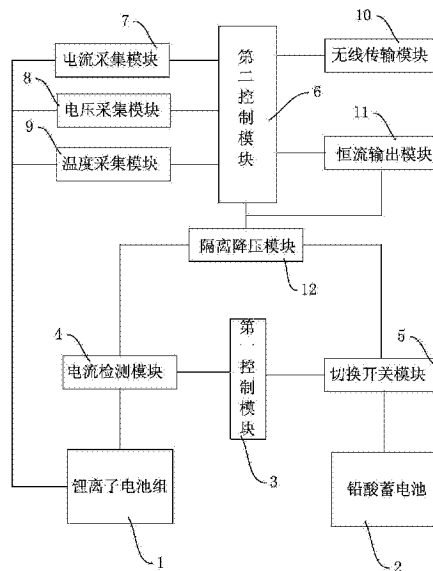 7
电流采集模块
8
电压采集模块
9
温度采集模块
第二控制模块
6
10
无线传输模块
11
恒流输出模块
隔离降压模块
12
4
电流检测模块
第一控制模块
3
5
切换开关模块
锂离子电池组
1
铅酸蓄电池
2